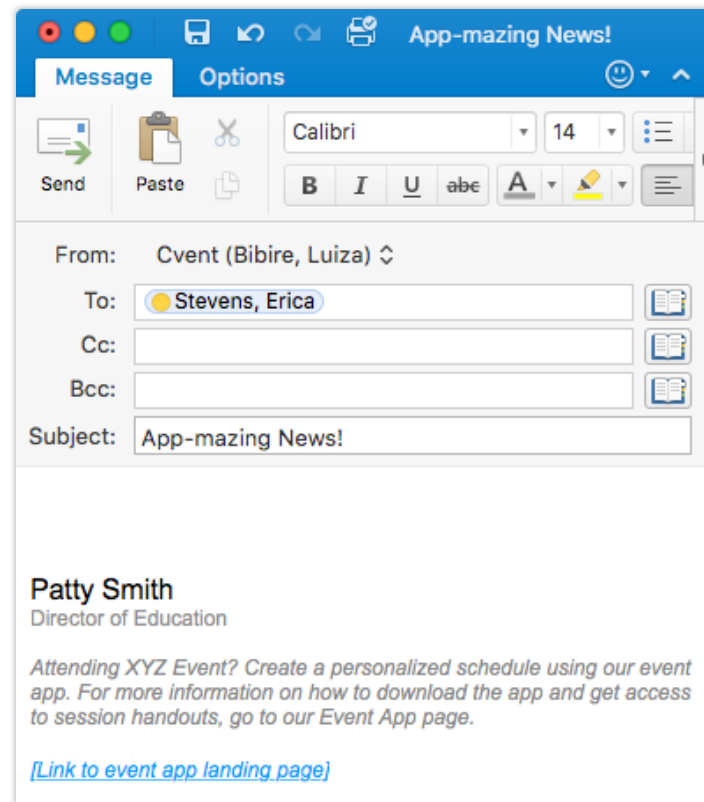 App-mazing News!
Message Options
Calibri 14
Send Paste B I U abc A
From: Cvent (Bibire, Luiza)
To: Stevens, Erica
Cc:
Bcc:
Subject: App-mazing News!
Patty Smith
Director of Education
Attending XYZ Event? Create a personalized schedule using our event
app. For more information on how to download the app and get access
to session handouts, go to our Event App page.
[Link to event app landing page]